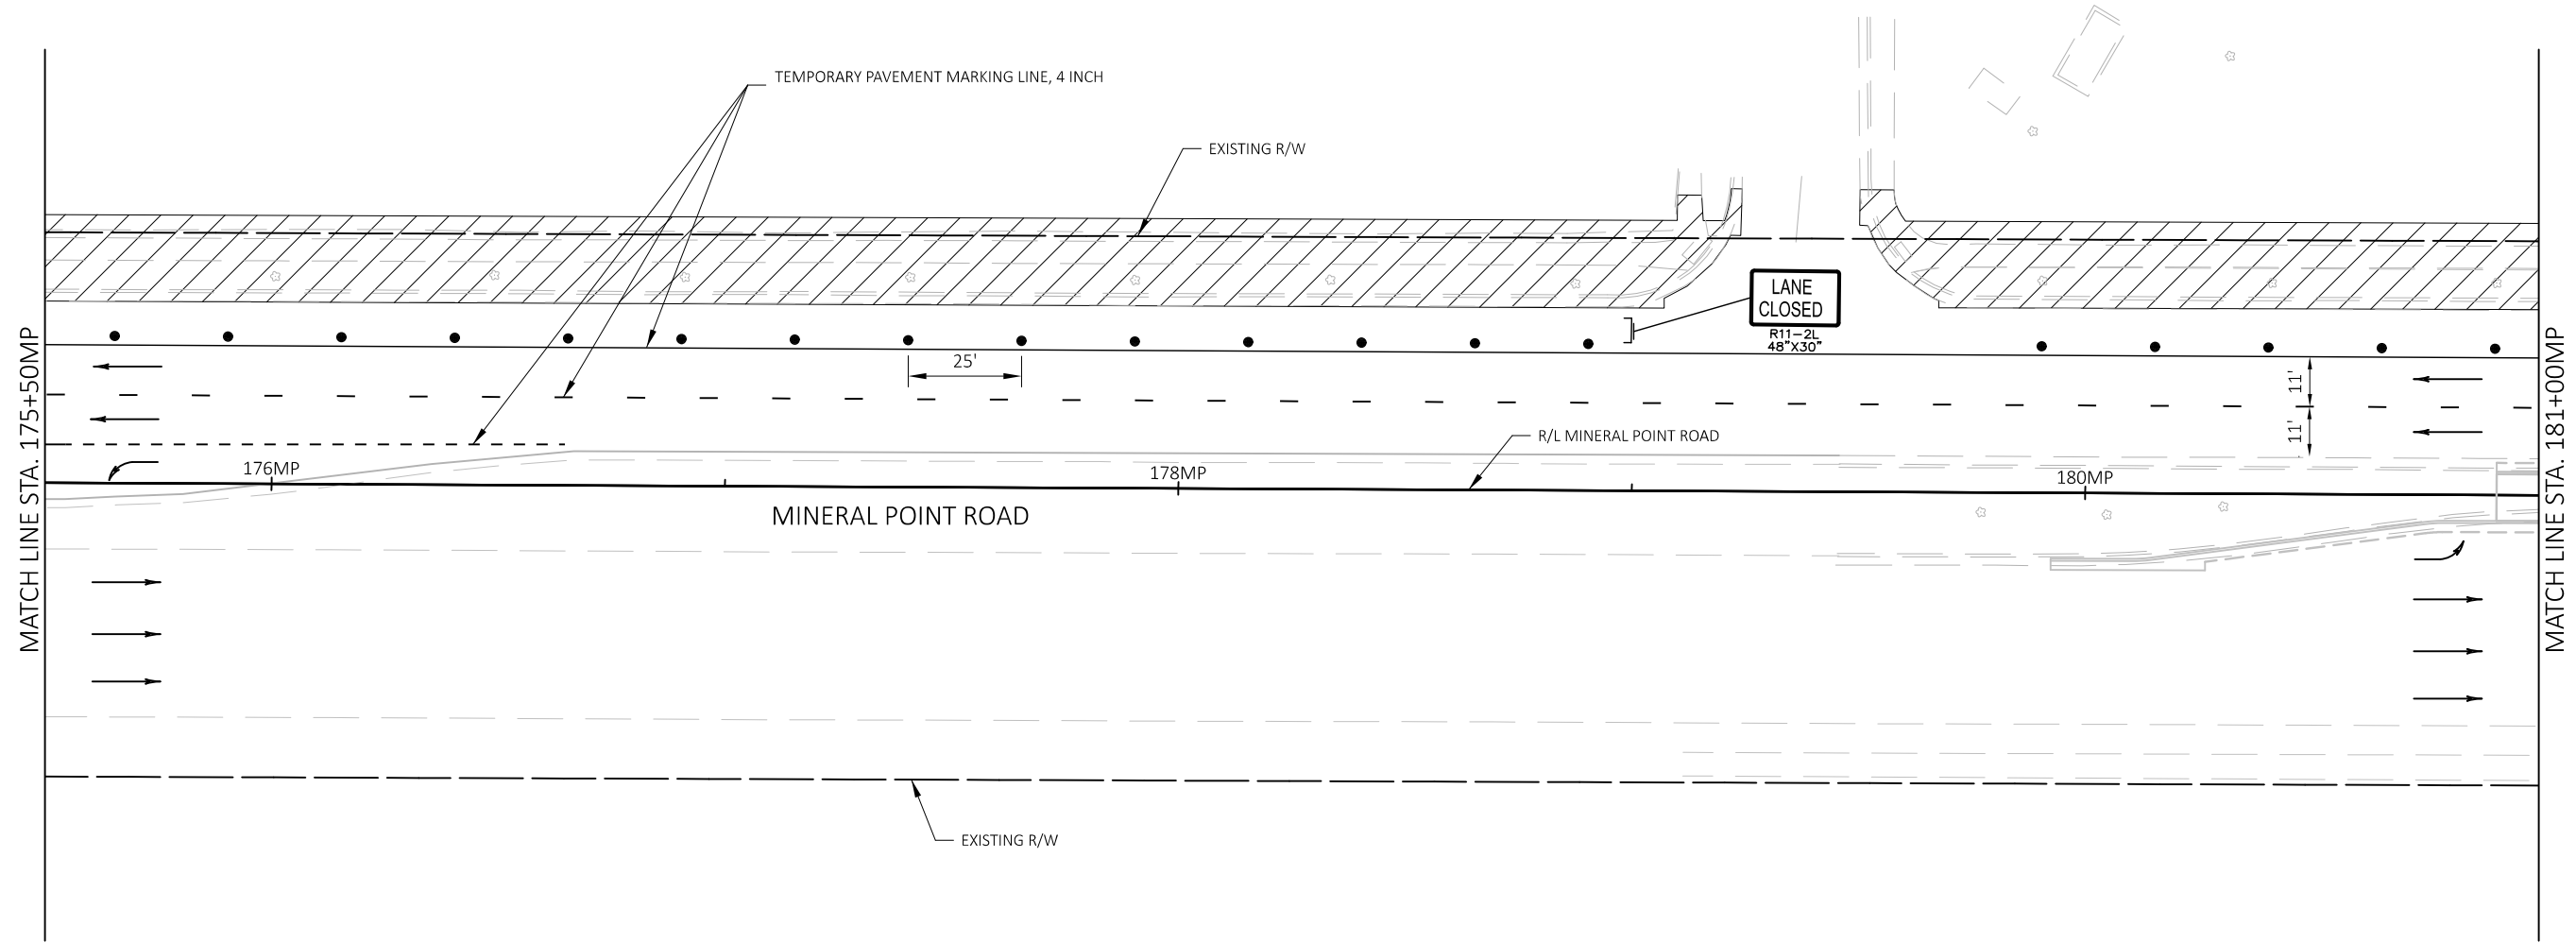 TEMPORARY PAVEMENT MARKING LINE, 4 INCH
EXISTING R/W
LANE
CLOSED
R11-2L
48"X30"
25'
11'
11'
R/L MINERAL POINT ROAD
176MP
178MP
180MP
MINERAL POINT ROAD
MATCH LINE STA. 175+50MP
MATCH LINE STA. 181+00MP
EXISTING R/W